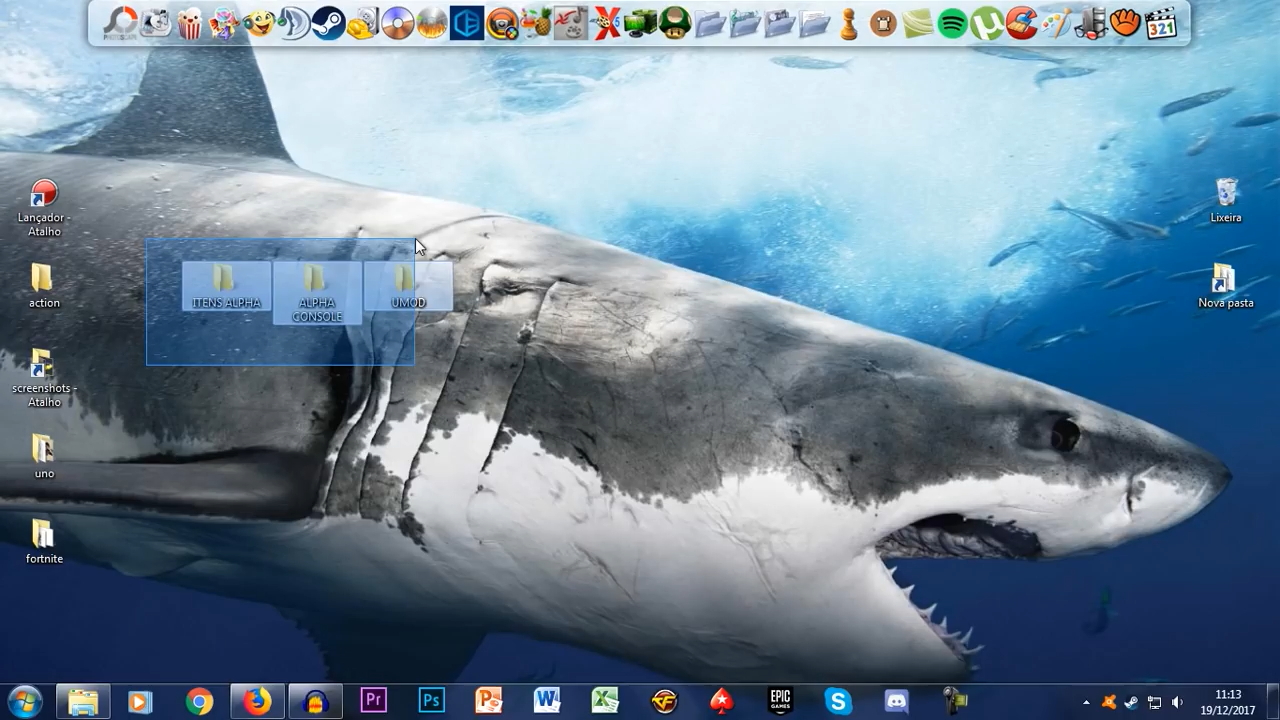 321
Lançador -
Atalho
action
screenshots -
Atalho
uno
fortnite
ITENS ALPHA
ALPHA
CONSOLE
UMOD
Lixeira
Nova pasta
Pr
Ps
EPIC
GAMES
11:13
19/12/2017